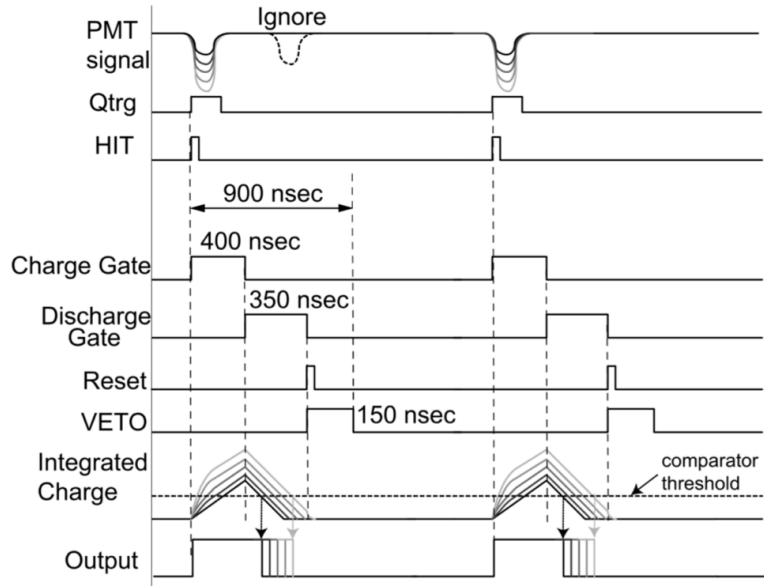 Ignore
PMT
signal
Qtrg
HIT
900 nsec
400 nsec
Charge Gate
350 nsec
Discharge
Gate
Reset
VETO
150 nsec
Integrated
Charge
comparator
threshold
Output